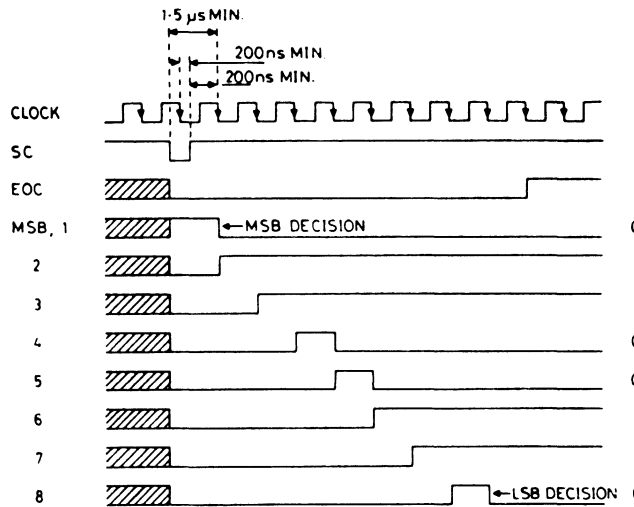 1·5 µs MIN.
200ns MIN.
200ns MIN.
CLOCK
SC
EOC
MSB, 1 ←MSB DECISION
2
3
4
5
6
7
8 ←LSB DECISION